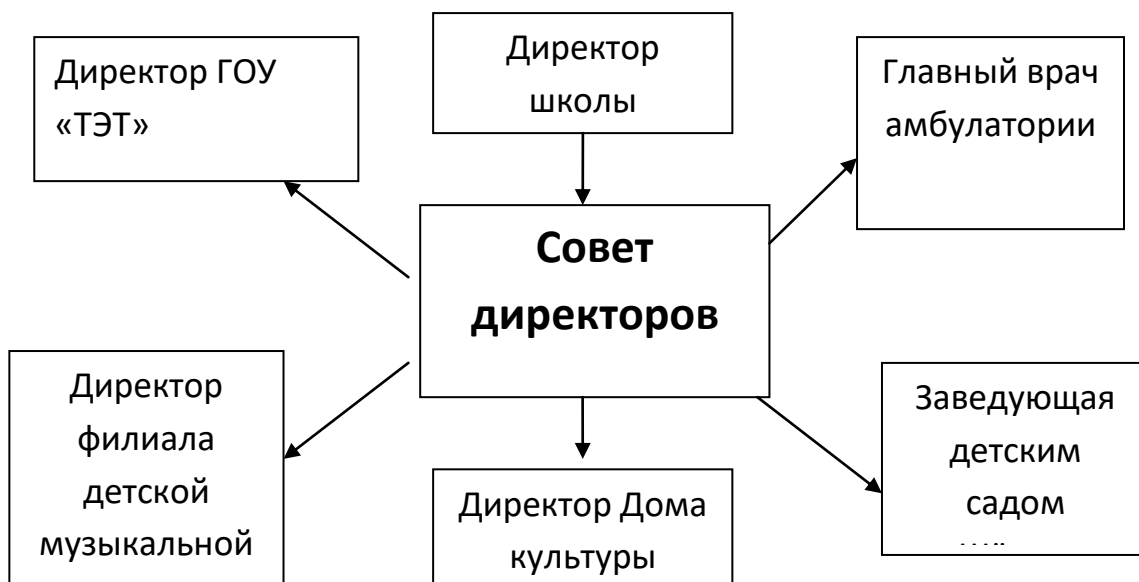 Директор ГОУ
«ТЭТ»
Директор
школы
Главный врач
амбулатории
Совет
директоров
Директор
филиала
детской
музыкальной
Директор Дома
культуры
Заведующая
детским
садом